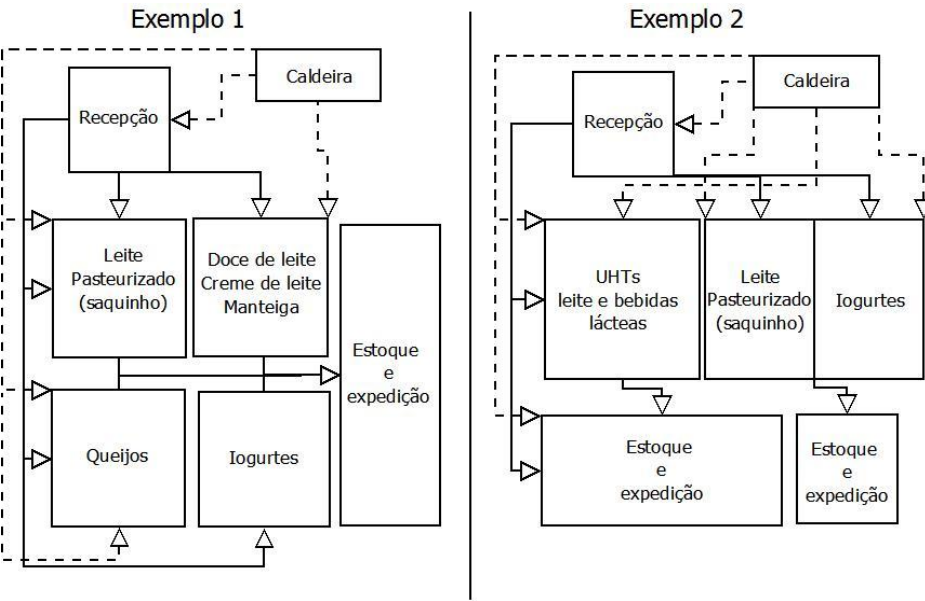 Exemplo 1
Caldeira
Recepção
Leite
Pasteurizado
(saquinho)
Doce de leite
Creme de leite
Manteiga
Estoque
e
expedição
Queijos
Iogurtes
Exemplo 2
Caldeira
Recepção
UHTs
leite e bebidas
lácteas
Leite
Pasteurizado
(saquinho)
Iogurtes
Estoque
e
expedição
Estoque
e
expedição